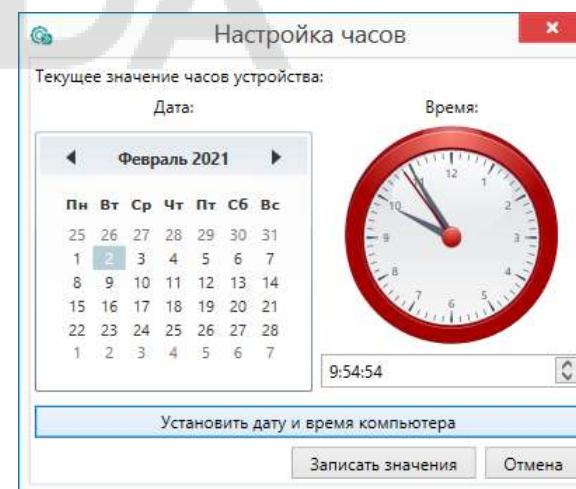 Настройка часов
Текущее значение часов устройства:
Дата:
Время:
Февраль 2021
Пн Вт Ср Чт Пт Сб Вс
25 26 27 28 29 30 31
1 2 3 4 5 6 7
8 9 10 11 12 13 14
15 16 17 18 19 20 21
22 23 24 25 26 27 28
1 2 3 4 5 6 7
12
11 1
10 2
9 3
8 4
7 5
6
9:54:54
Установить дату и время компьютера
Записать значения Отмена